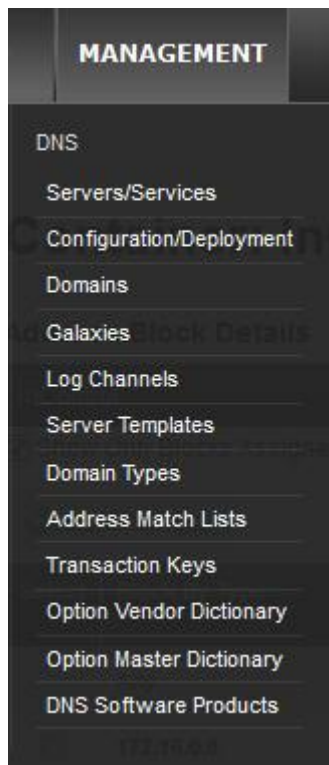 MANAGEMENT
DNS
Servers/Services
Configuration/Deployment
Domains
Galaxies
Log Channels
Server Templates
Domain Types
Address Match Lists
Transaction Keys
Option Vendor Dictionary
Option Master Dictionary
DNS Software Products